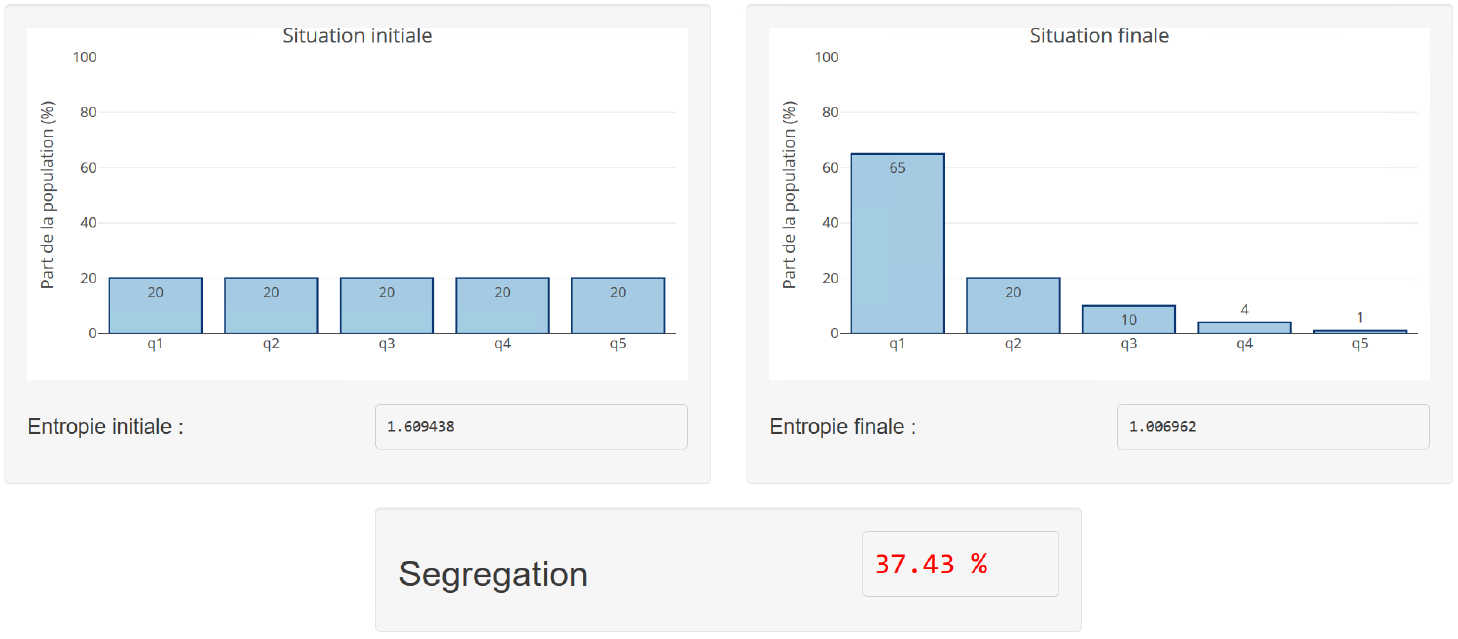 Situation initiale
100
80
60
40
20
0
Part de la population (%)
20 20 20 20 20
q1 q2 q3 q4 q5
Entropie initiale :
1.609438
Situation finale
100
80
60
40
20
0
Part de la population (%)
65 20 10 4 1
q1 q2 q3 q4 q5
Entropie finale :
1.006962
Segregation
37.43 %